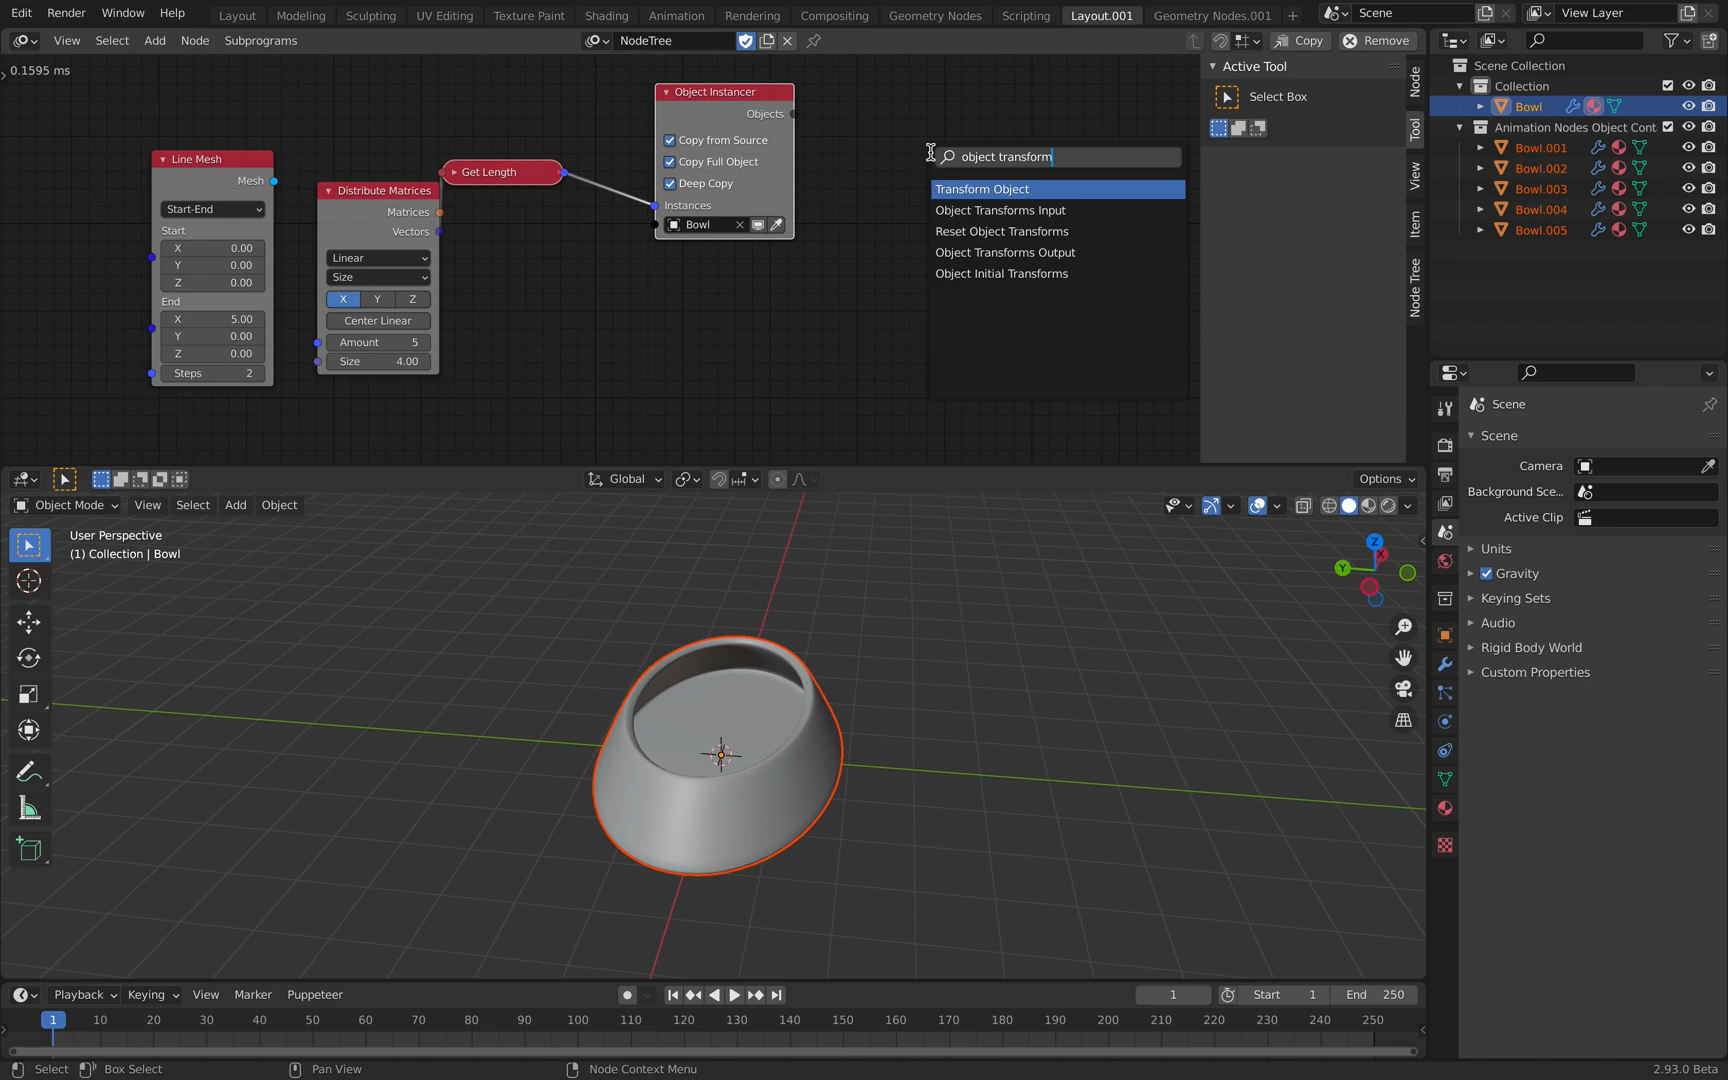 Edit Render Window Help Layout Modeling Sculpting UV Editing Texture Paint Shading Animation Rendering Compositing Geometry Nodes Scripting Layout.001 Geometry Nodes.001 + Scene View Layer
View Select Add Node Subprograms NodeTree Copy Remove
0.1595 ms
Line Mesh
Mesh
Start-End
Start
X 0.00
Y 0.00
Z 0.00
End
X 5.00
Y 0.00
Z 0.00
Steps 2
Distribute Matrices
Matrices
Vectors
Linear
Size
X Y Z
Center Linear
Amount 5
Size 4.00
Get Length
Object Instancer
Objects
Copy from Source
Copy Full Object
Deep Copy
Instances
Bowl
object transform
Transform Object
Object Transforms Input
Reset Object Transforms
Object Transforms Output
Object Initial Transforms
Active Tool
Select Box
Node
Tool
View
Item
Node Tree
Scene Collection
Collection
Bowl
Animation Nodes Object Cont
Bowl.001
Bowl.002
Bowl.003
Bowl.004
Bowl.005
Scene
Scene
Camera
Background Sce...
Active Clip
Units
Gravity
Keying Sets
Audio
Rigid Body World
Custom Properties
Global Options
Object Mode View Select Add Object
User Perspective
(1) Collection | Bowl
Z
X
Y
Playback Keying View Marker Puppeteer 1 Start 1 End 250
1 10 20 30 40 50 60 70 80 90 100 110 120 130 140 150 160 170 180 190 200 210 220 230 240 250
Select Box Select Pan View Node Context Menu 2.93.0 Beta